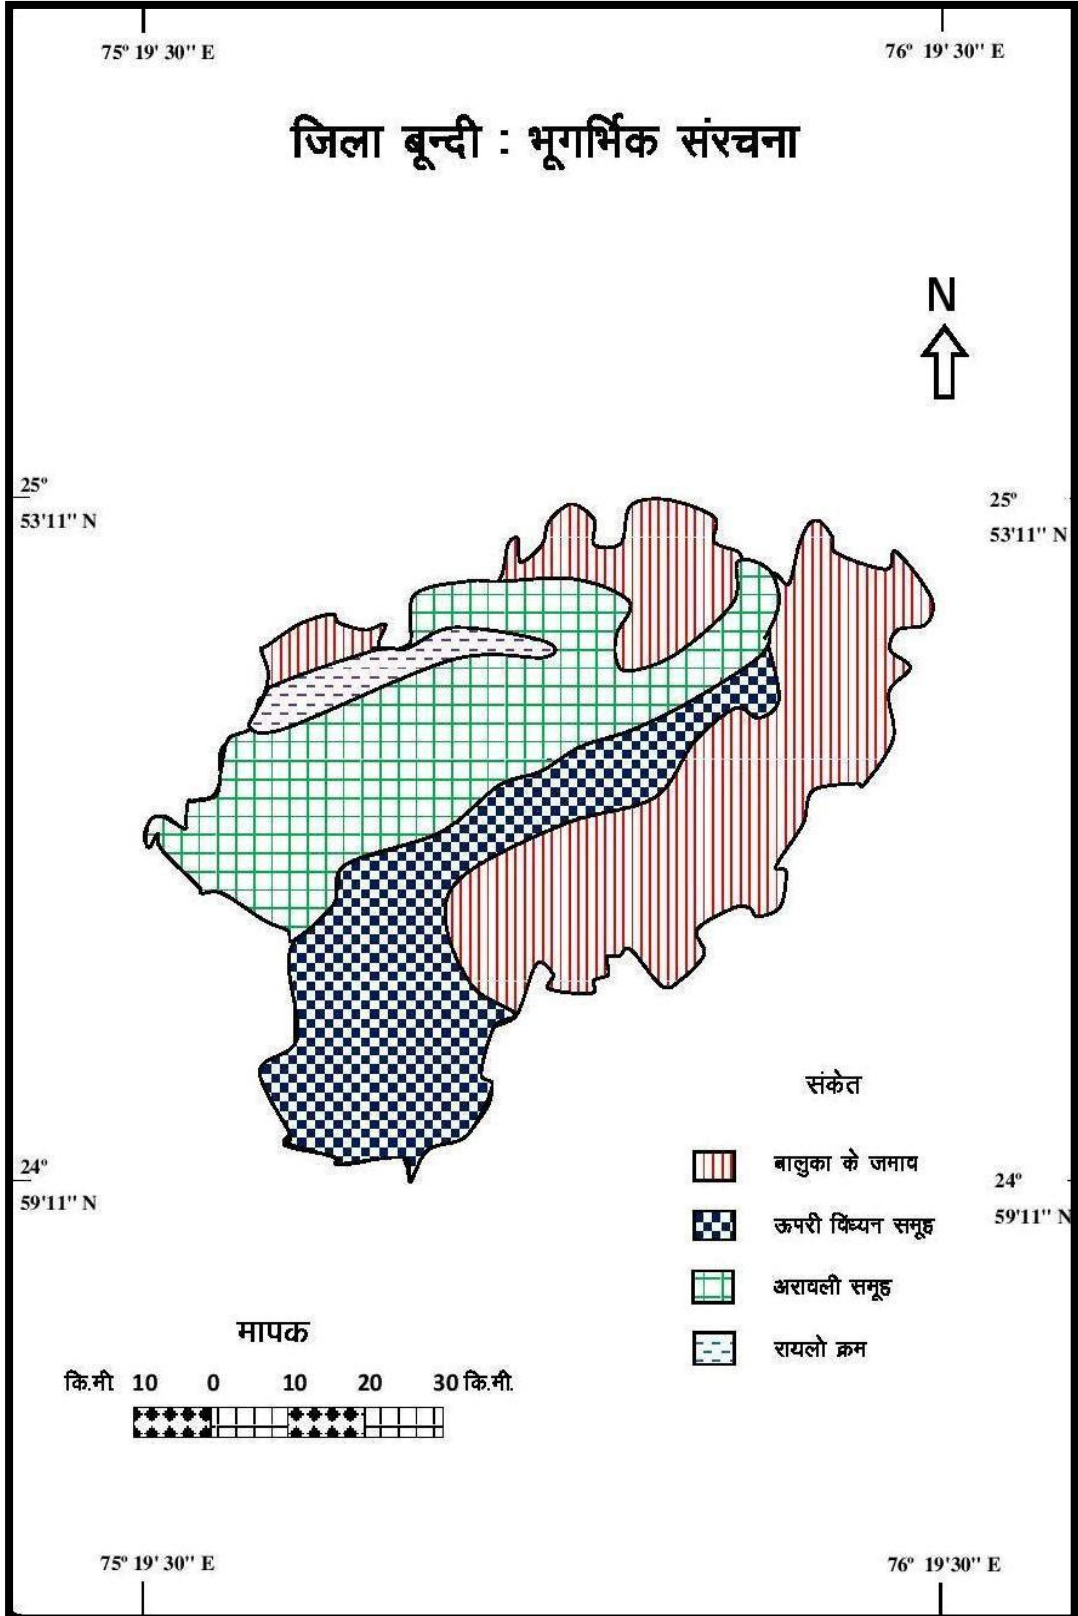 75º 19' 30" E
76º 19' 30" E
जिला बून्दी : भूगर्भिक संरचना
N
25º
53'11" N
25º
53'11" N
संकेत
बालुका के जमाव
ऊपरी विंध्यन समूह
अरावली समूह
रायलो क्रम
24º
59'11" N
24º
59'11" N
मापक
कि.मी. 10 0 10 20 30 कि.मी.
75º 19' 30" E
76º 19'30" E